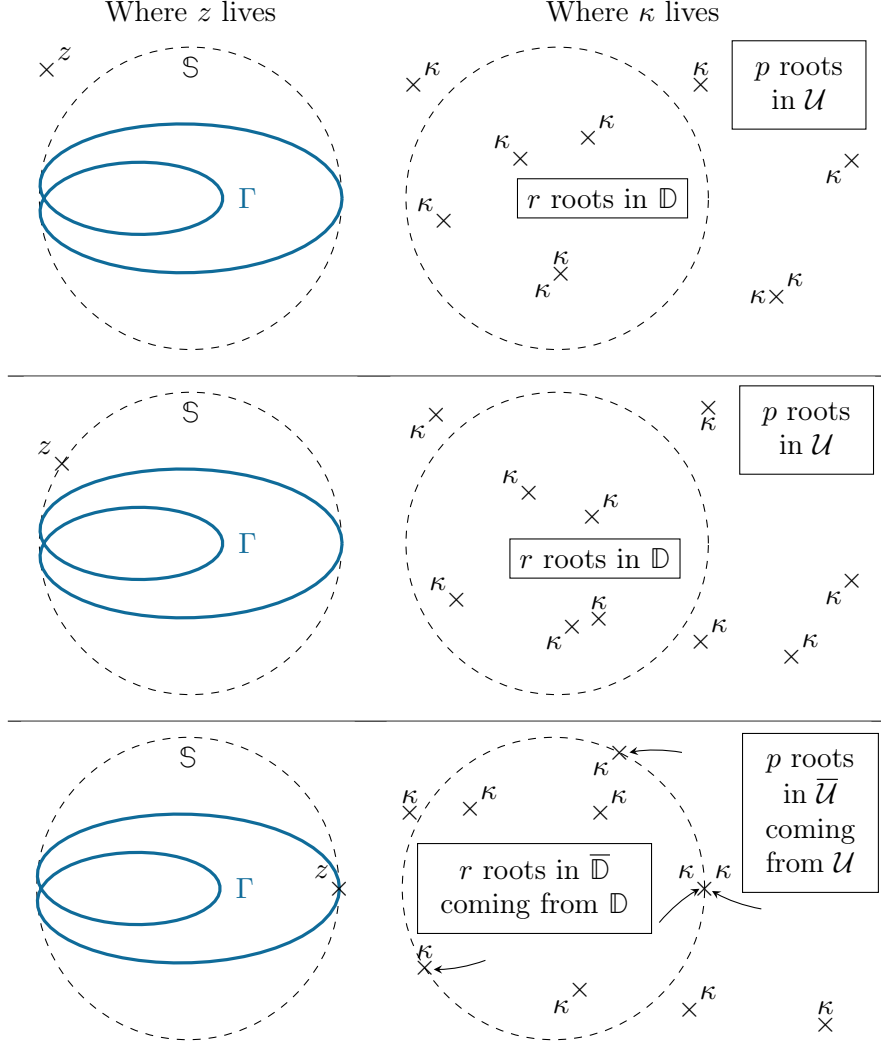 Where z lives
Where κ lives
z
𝕊
Γ
κ
κ
p roots
in 𝒰
κ
κ
κ
r roots in 𝔻
κ
κ
κ
κ
κ
𝕊
z
Γ
κ
κ
p roots
in 𝒰
κ
κ
r roots in 𝔻
κ
κ
κ
κ
κ
κ
𝕊
z
Γ
κ
p roots
in 𝒰̅
coming
from 𝒰
κ
κ
κ
r roots in 𝔻̅
coming from 𝔻
κ κ
κ
κ
κ
κ